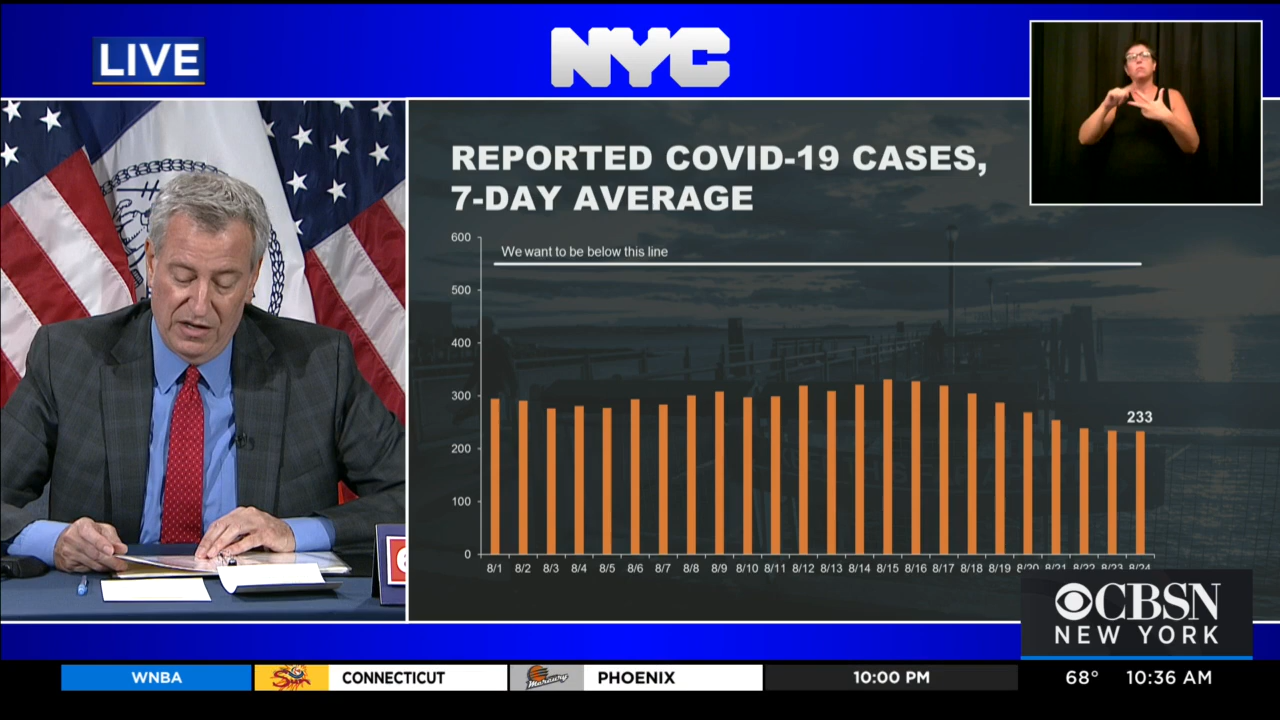 LIVE
NYC
REPORTED COVID-19 CASES,
7-DAY AVERAGE
600
We want to be below this line
500
400
300
233
200
100
0
8/1 8/2 8/3 8/4 8/5 8/6 8/7 8/8 8/9 8/10 8/11 8/12 8/13 8/14 8/15 8/16 8/17 8/18 8/19 8/20 8/21 8/22 8/23 8/24
CBSN
NEW YORK
WNBA Sun CONNECTICUT Mercury PHOENIX 10:00 PM 68° 10:36 AM